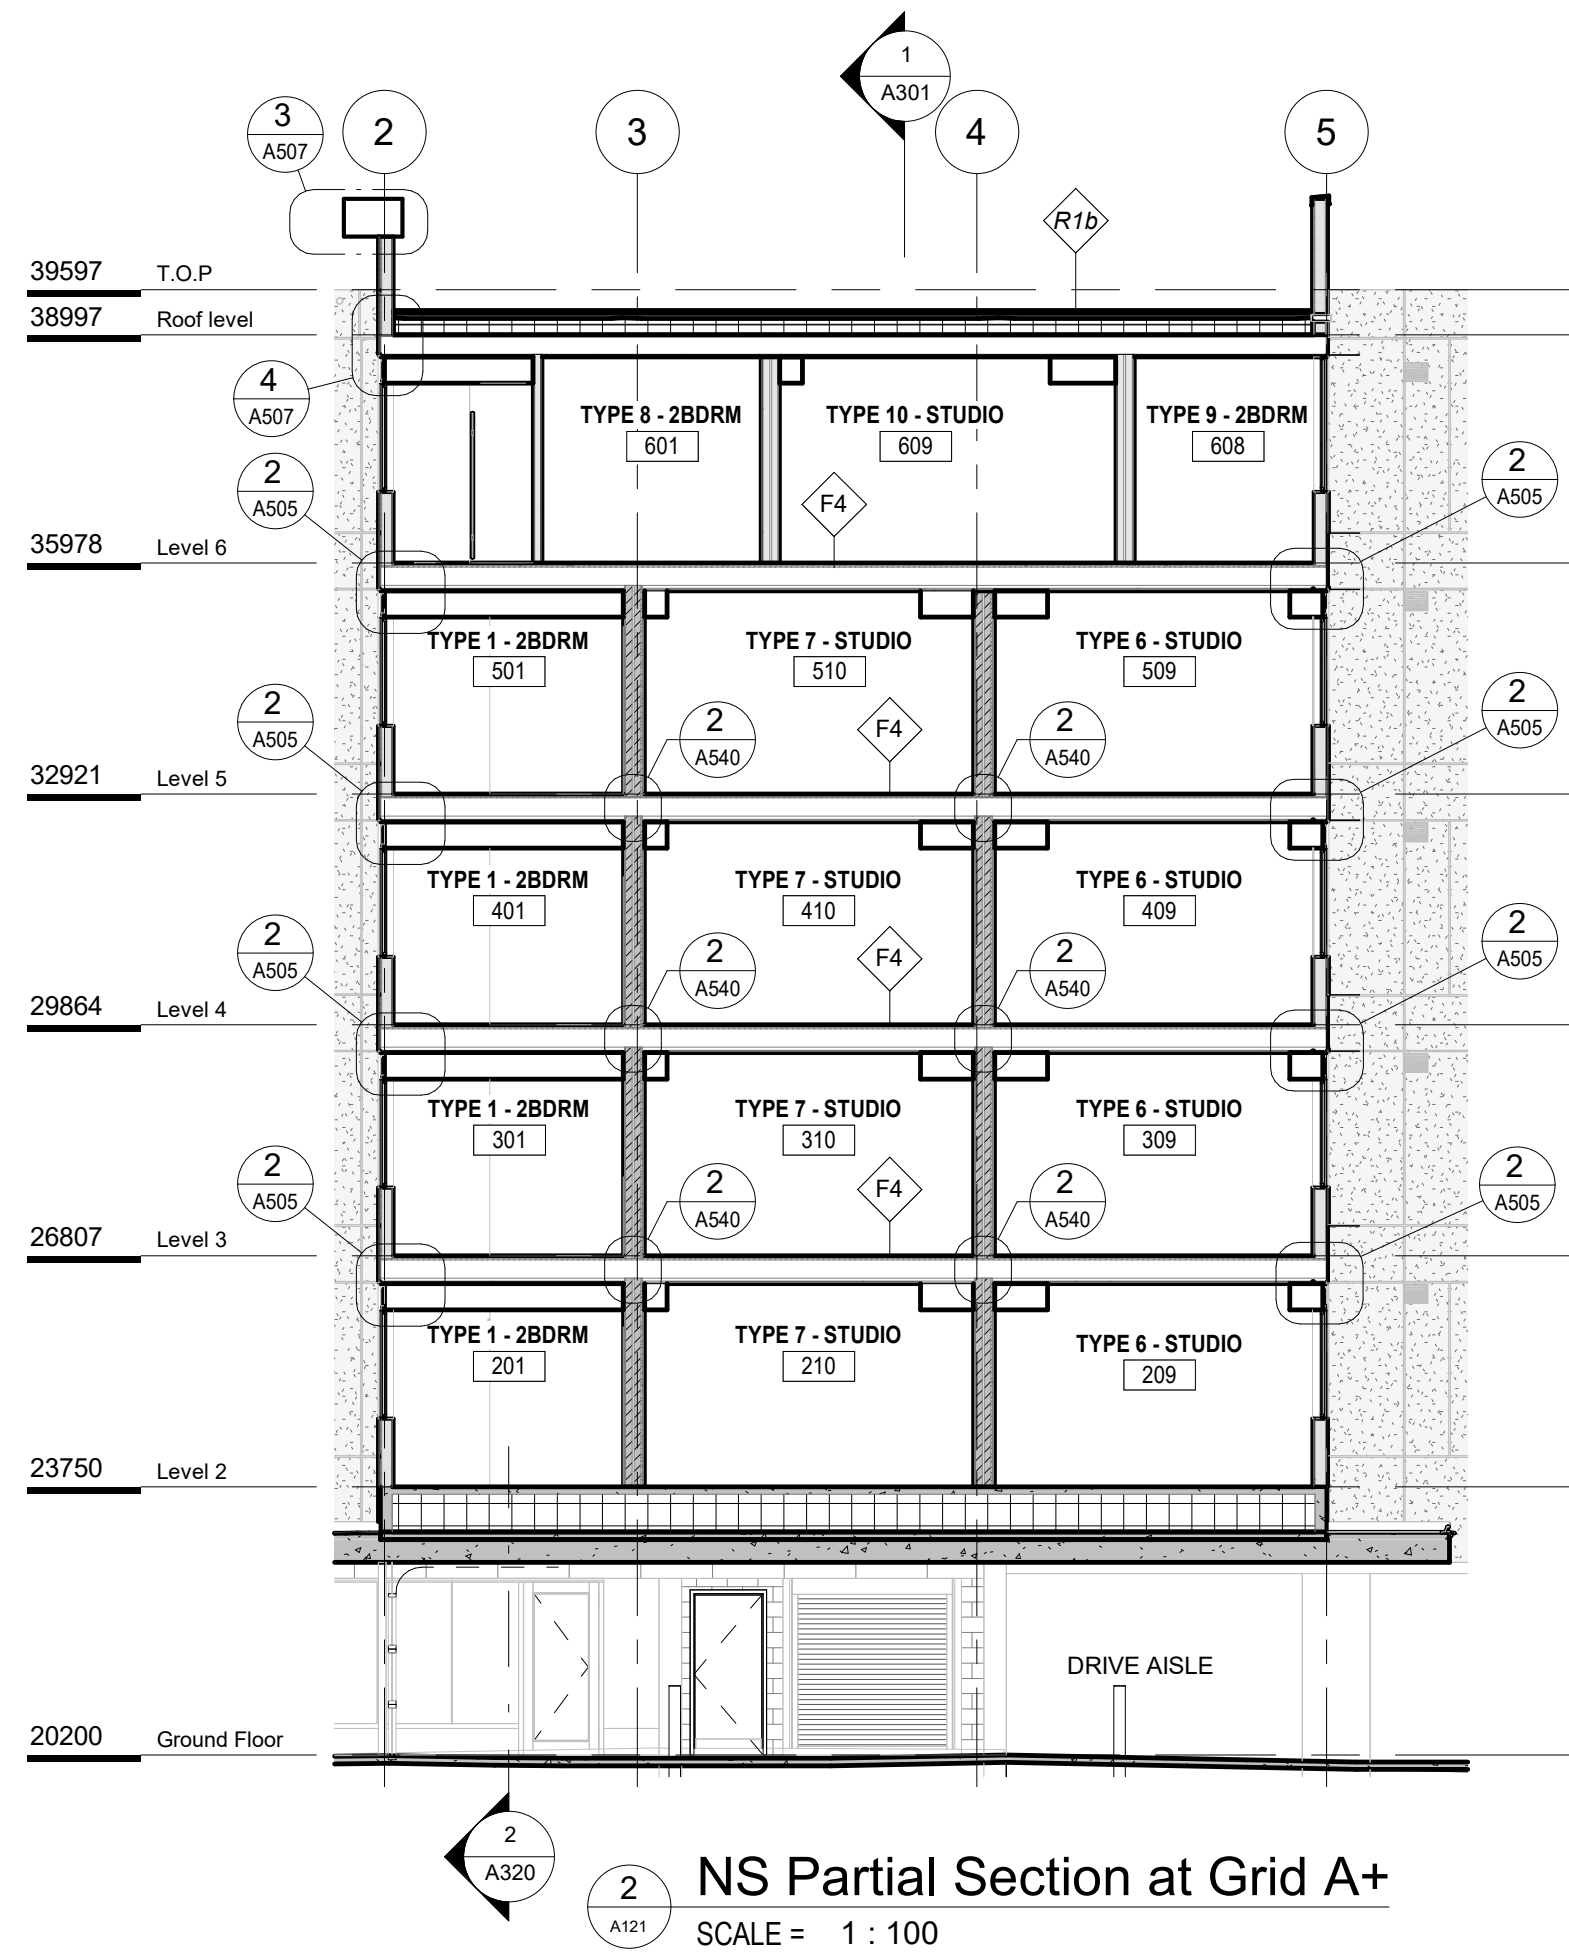 1
A301
3
A507
2
3
4
5
R1b
39597 T.O.P
38997 Roof level
4
A507
TYPE 8 - 2BDRM
601
TYPE 10 - STUDIO
609
TYPE 9 - 2BDRM
608
2
A505
2
A505
F4
35978 Level 6
TYPE 1 - 2BDRM
501
TYPE 7 - STUDIO
510
TYPE 6 - STUDIO
509
2
A505
2
A540
F4
2
A540
2
A505
32921 Level 5
TYPE 1 - 2BDRM
401
TYPE 7 - STUDIO
410
TYPE 6 - STUDIO
409
2
A505
2
A540
F4
2
A540
2
A505
29864 Level 4
TYPE 1 - 2BDRM
301
TYPE 7 - STUDIO
310
TYPE 6 - STUDIO
309
2
A505
2
A540
F4
2
A540
2
A505
26807 Level 3
TYPE 1 - 2BDRM
201
TYPE 7 - STUDIO
210
TYPE 6 - STUDIO
209
23750 Level 2
DRIVE AISLE
20200 Ground Floor
2
A320
2
A121
NS Partial Section at Grid A+
SCALE = 1 : 100